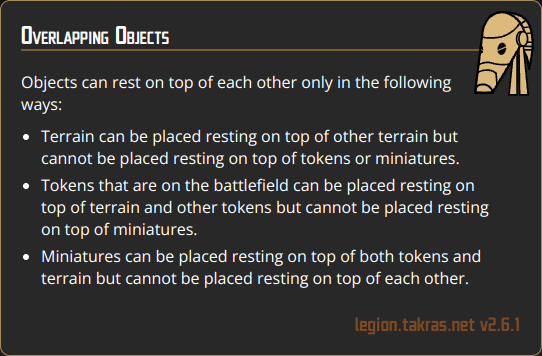 Overlapping Objects
Objects can rest on top of each other only in the following
ways:
• Terrain can be placed resting on top of other terrain but
cannot be placed resting on top of tokens or miniatures.
• Tokens that are on the battlefield can be placed resting on
top of terrain and other tokens but cannot be placed resting
on top of miniatures.
• Miniatures can be placed resting on top of both tokens and
terrain but cannot be placed resting on top of each other.
legion.takras.net v2.6.1